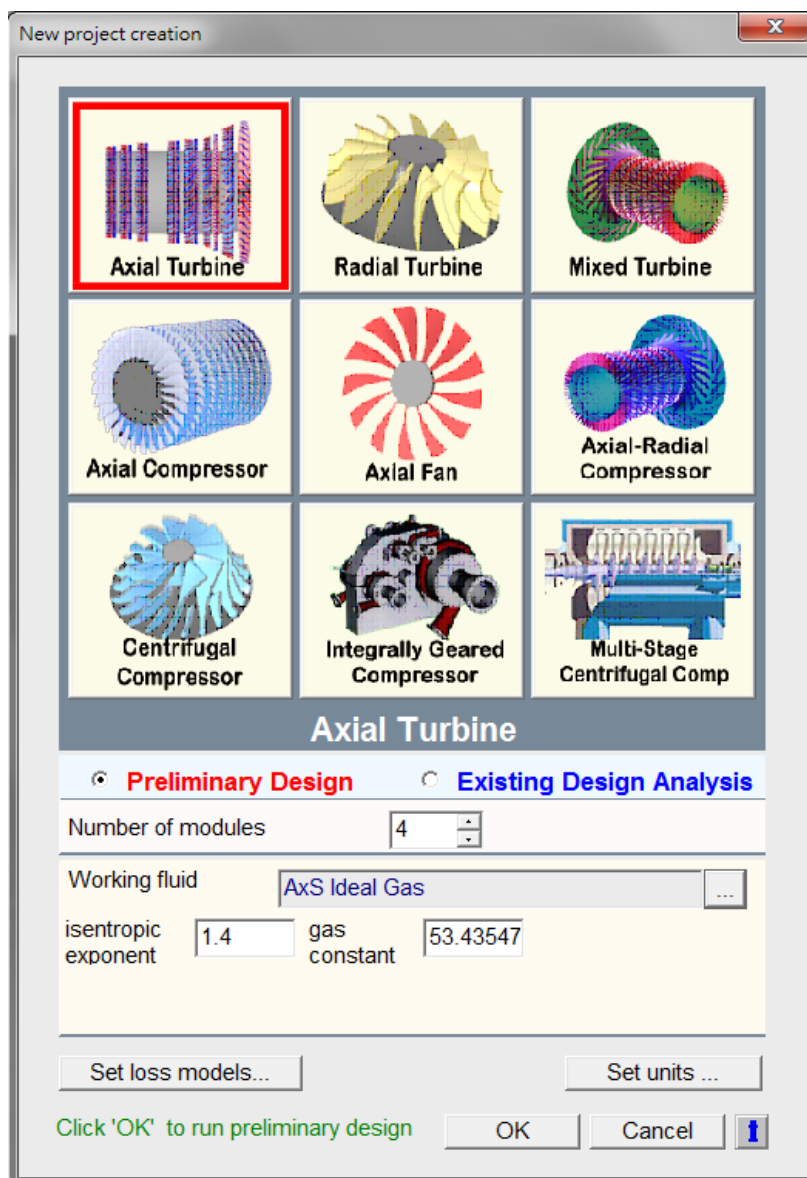 New project creation
Axial Turbine
Radial Turbine
Mixed Turbine
Axial Compressor
Axial Fan
Axial-Radial
Compressor
Centrifugal
Compressor
Integrally Geared
Compressor
Multi-Stage
Centrifugal Comp
Axial Turbine
Preliminary Design Existing Design Analysis
Number of modules 4
Working fluid AxS Ideal Gas ...
isentropic
exponent
1.4
gas
constant
53.43547
Set loss models... Set units ...
Click 'OK' to run preliminary design OK Cancel